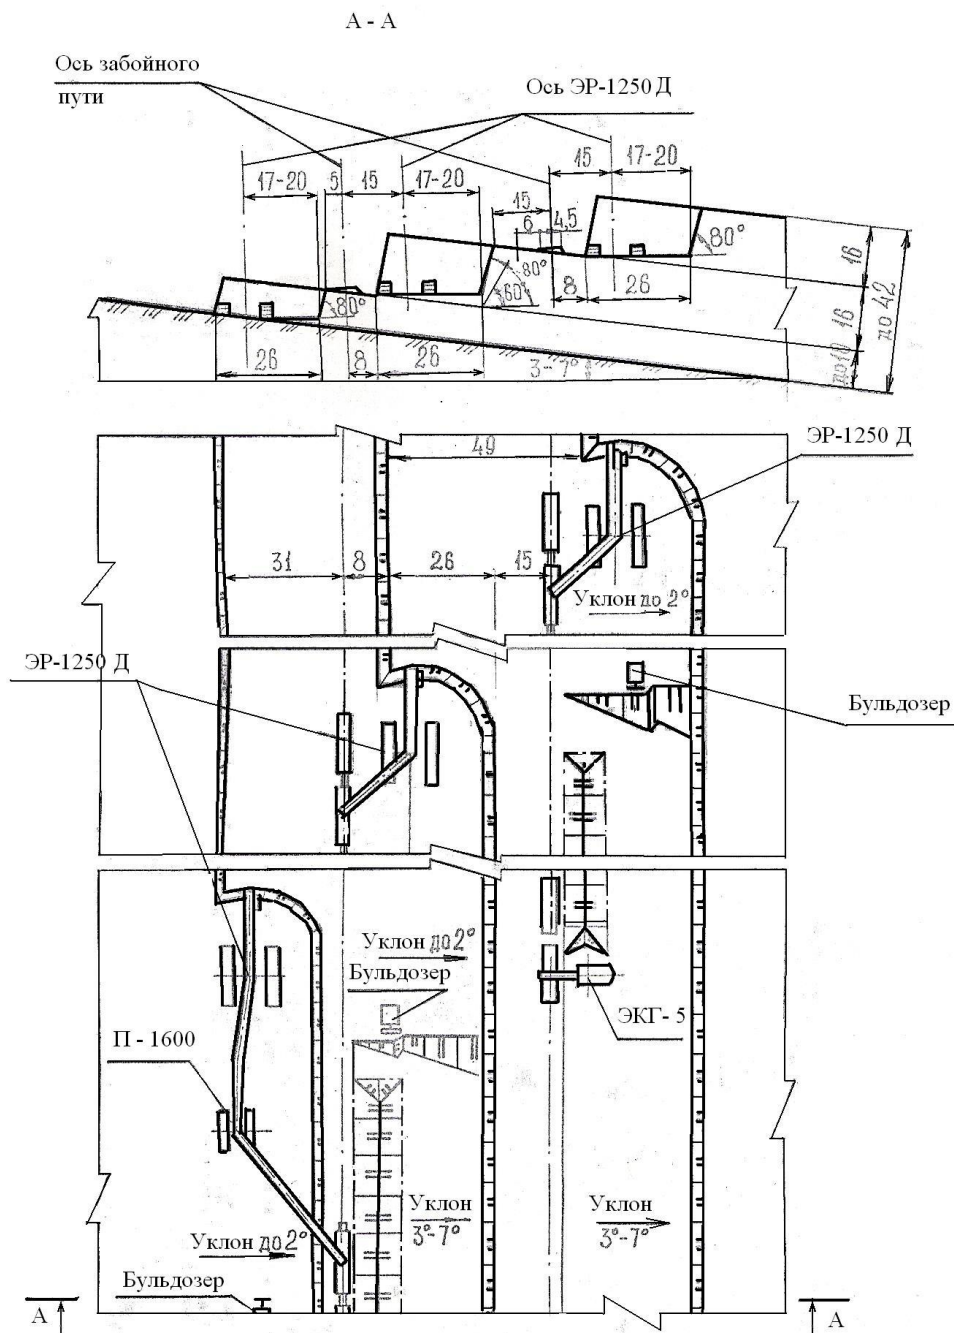 А - А
Ось забойного
пути
Ось ЭР-1250 Д
15
17-20
17-20
5
15
17-20
15
6
4,5
80°
80°
60°
80°
8
26
16
16
до 10
до 42
26
8
26
3-7°
49
ЭР-1250 Д
31
8
26
15
Уклон до 2°
ЭР-1250 Д
Бульдозер
Уклон до 2°
Бульдозер
ЭКГ- 5
П - 1600
Уклон
3°-7°
Уклон
3°-7°
Уклон до 2°
Бульдозер
А
А